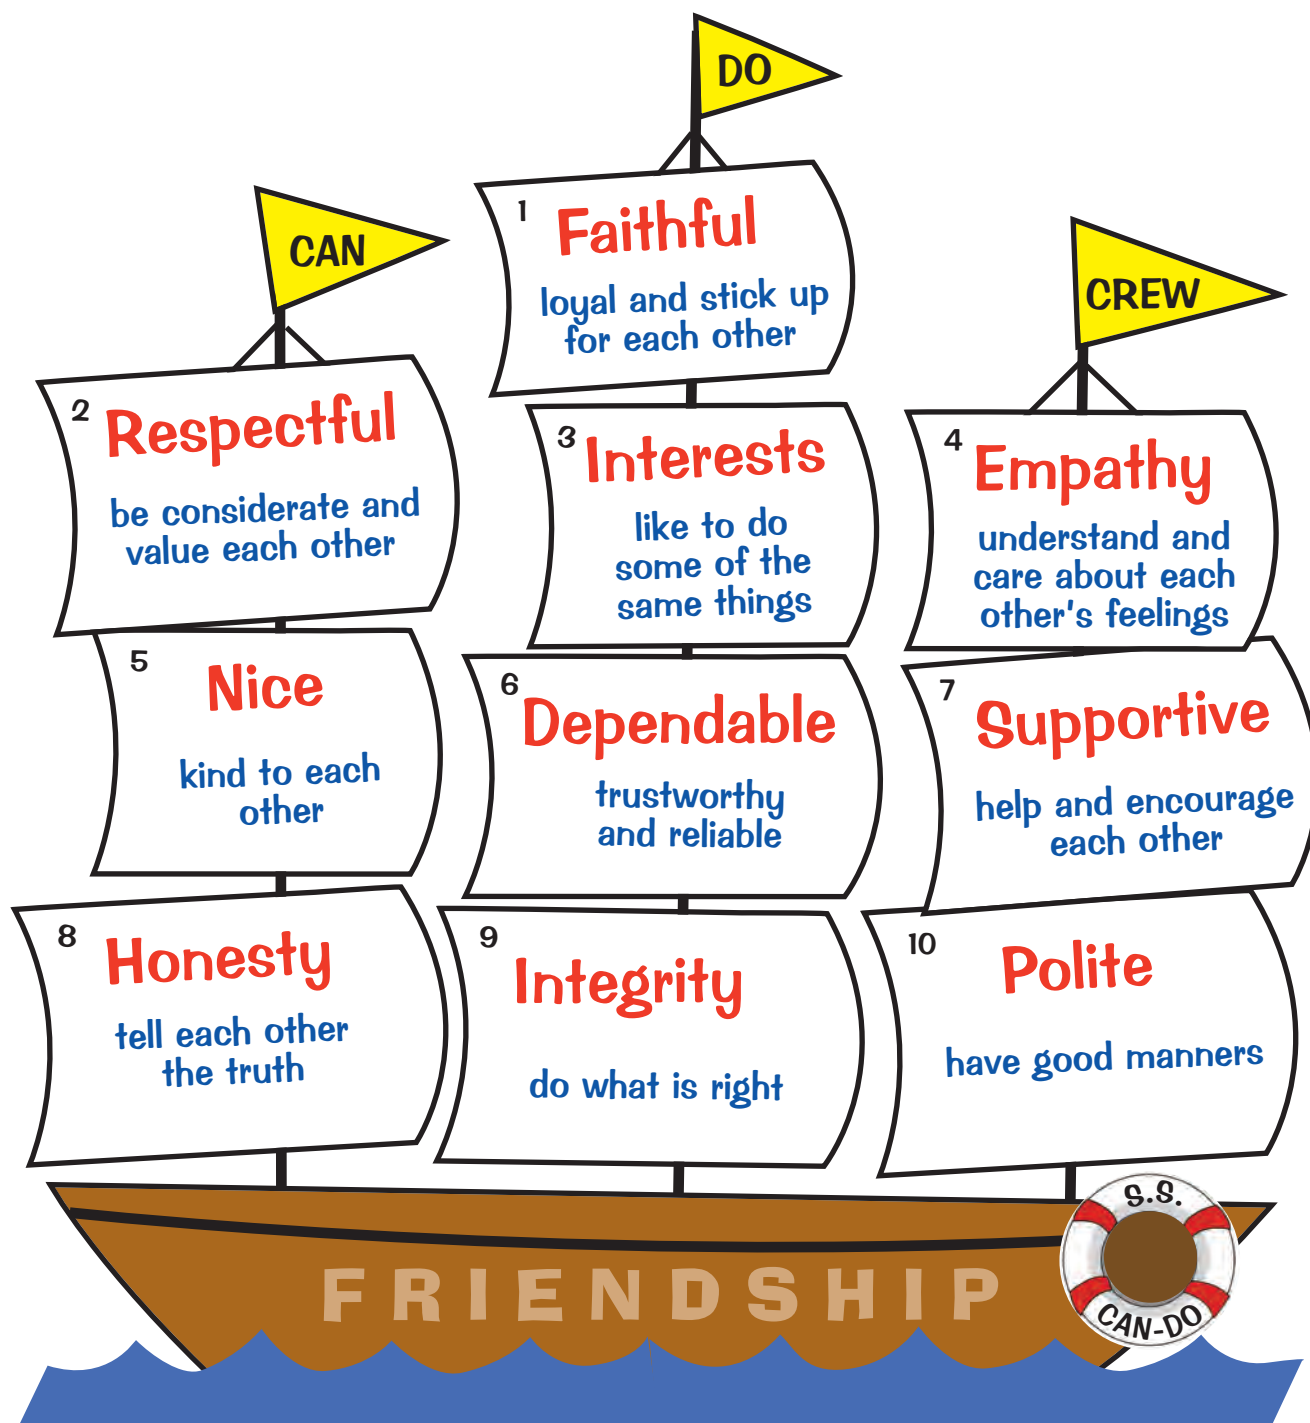 CAN
DO
CREW
1
Faithful
loyal and stick up
for each other
2
Respectful
be considerate and
value each other
3
Interests
like to do
some of the
same things
4
Empathy
understand and
care about each
other's feelings
5
Nice
kind to each
other
6
Dependable
trustworthy
and reliable
7
Supportive
help and encourage
each other
8
Honesty
tell each other
the truth
9
Integrity
do what is right
10
Polite
have good manners
FRIENDSHIP
S.S.
CAN-DO